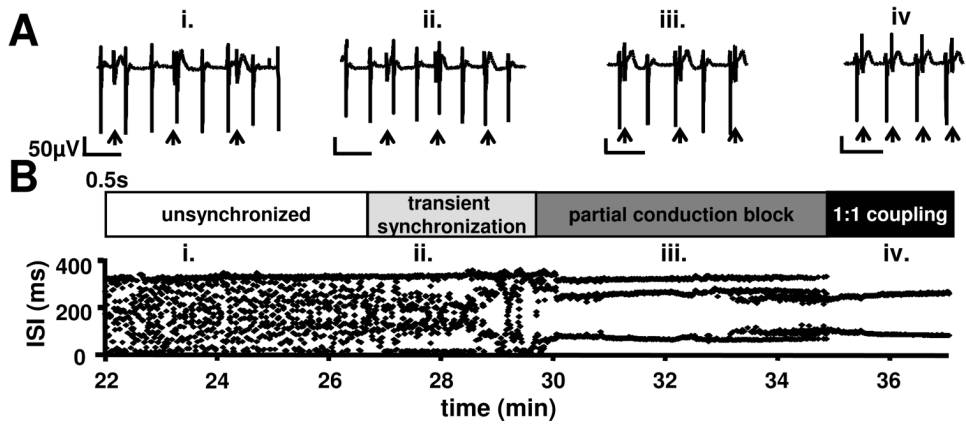 A
i.
ii.
iii.
iv
50µV
0.5s
B
unsynchronized
transient
synchronization
partial conduction block
1:1 coupling
i.
ii.
iii.
iv.
ISI (ms)
400
200
0
22
24
26
28
30
32
34
36
time (min)